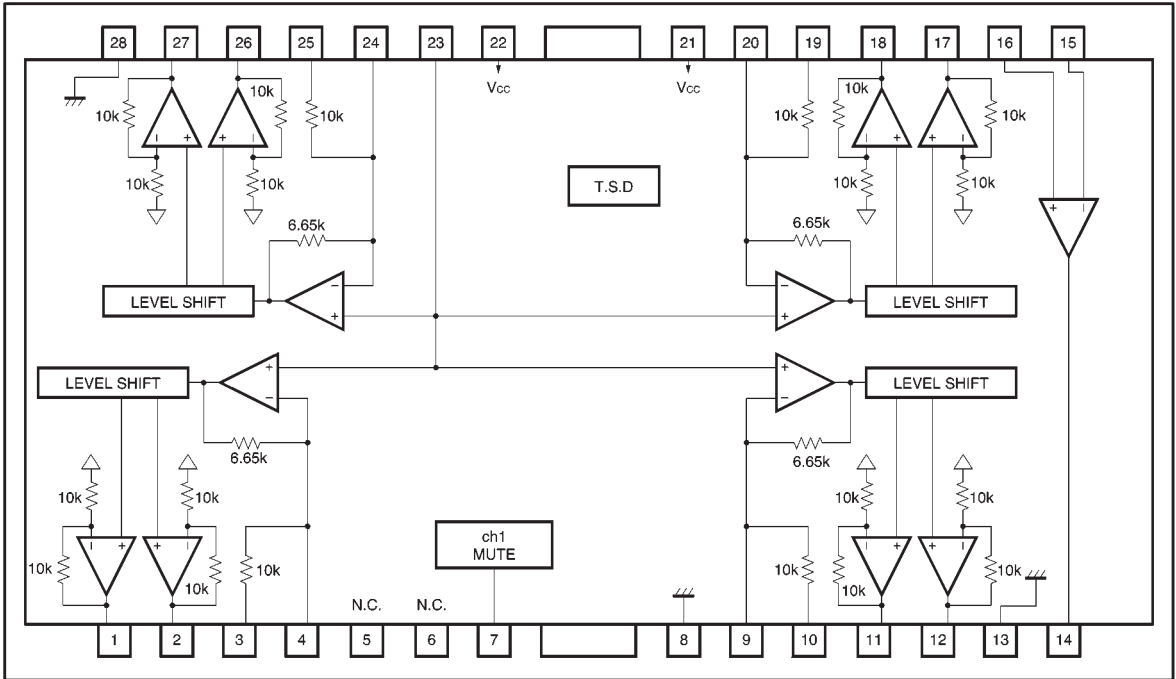 28 27 26 25 24 23 22 21 20 19 18 17 16 15
Vcc Vcc
10k 10k 10k 10k 10k 10k
10k 10k 10k 10k
T.S.D
+ + + + + −
6.65k 6.65k
LEVEL SHIFT − + − + LEVEL SHIFT
LEVEL SHIFT + − + − LEVEL SHIFT
6.65k 6.65k
10k 10k 10k 10k
+ + + +
10k 10k 10k ch1 10k 10k 10k
MUTE
N.C. N.C.
1 2 3 4 5 6 7 8 9 10 11 12 13 14